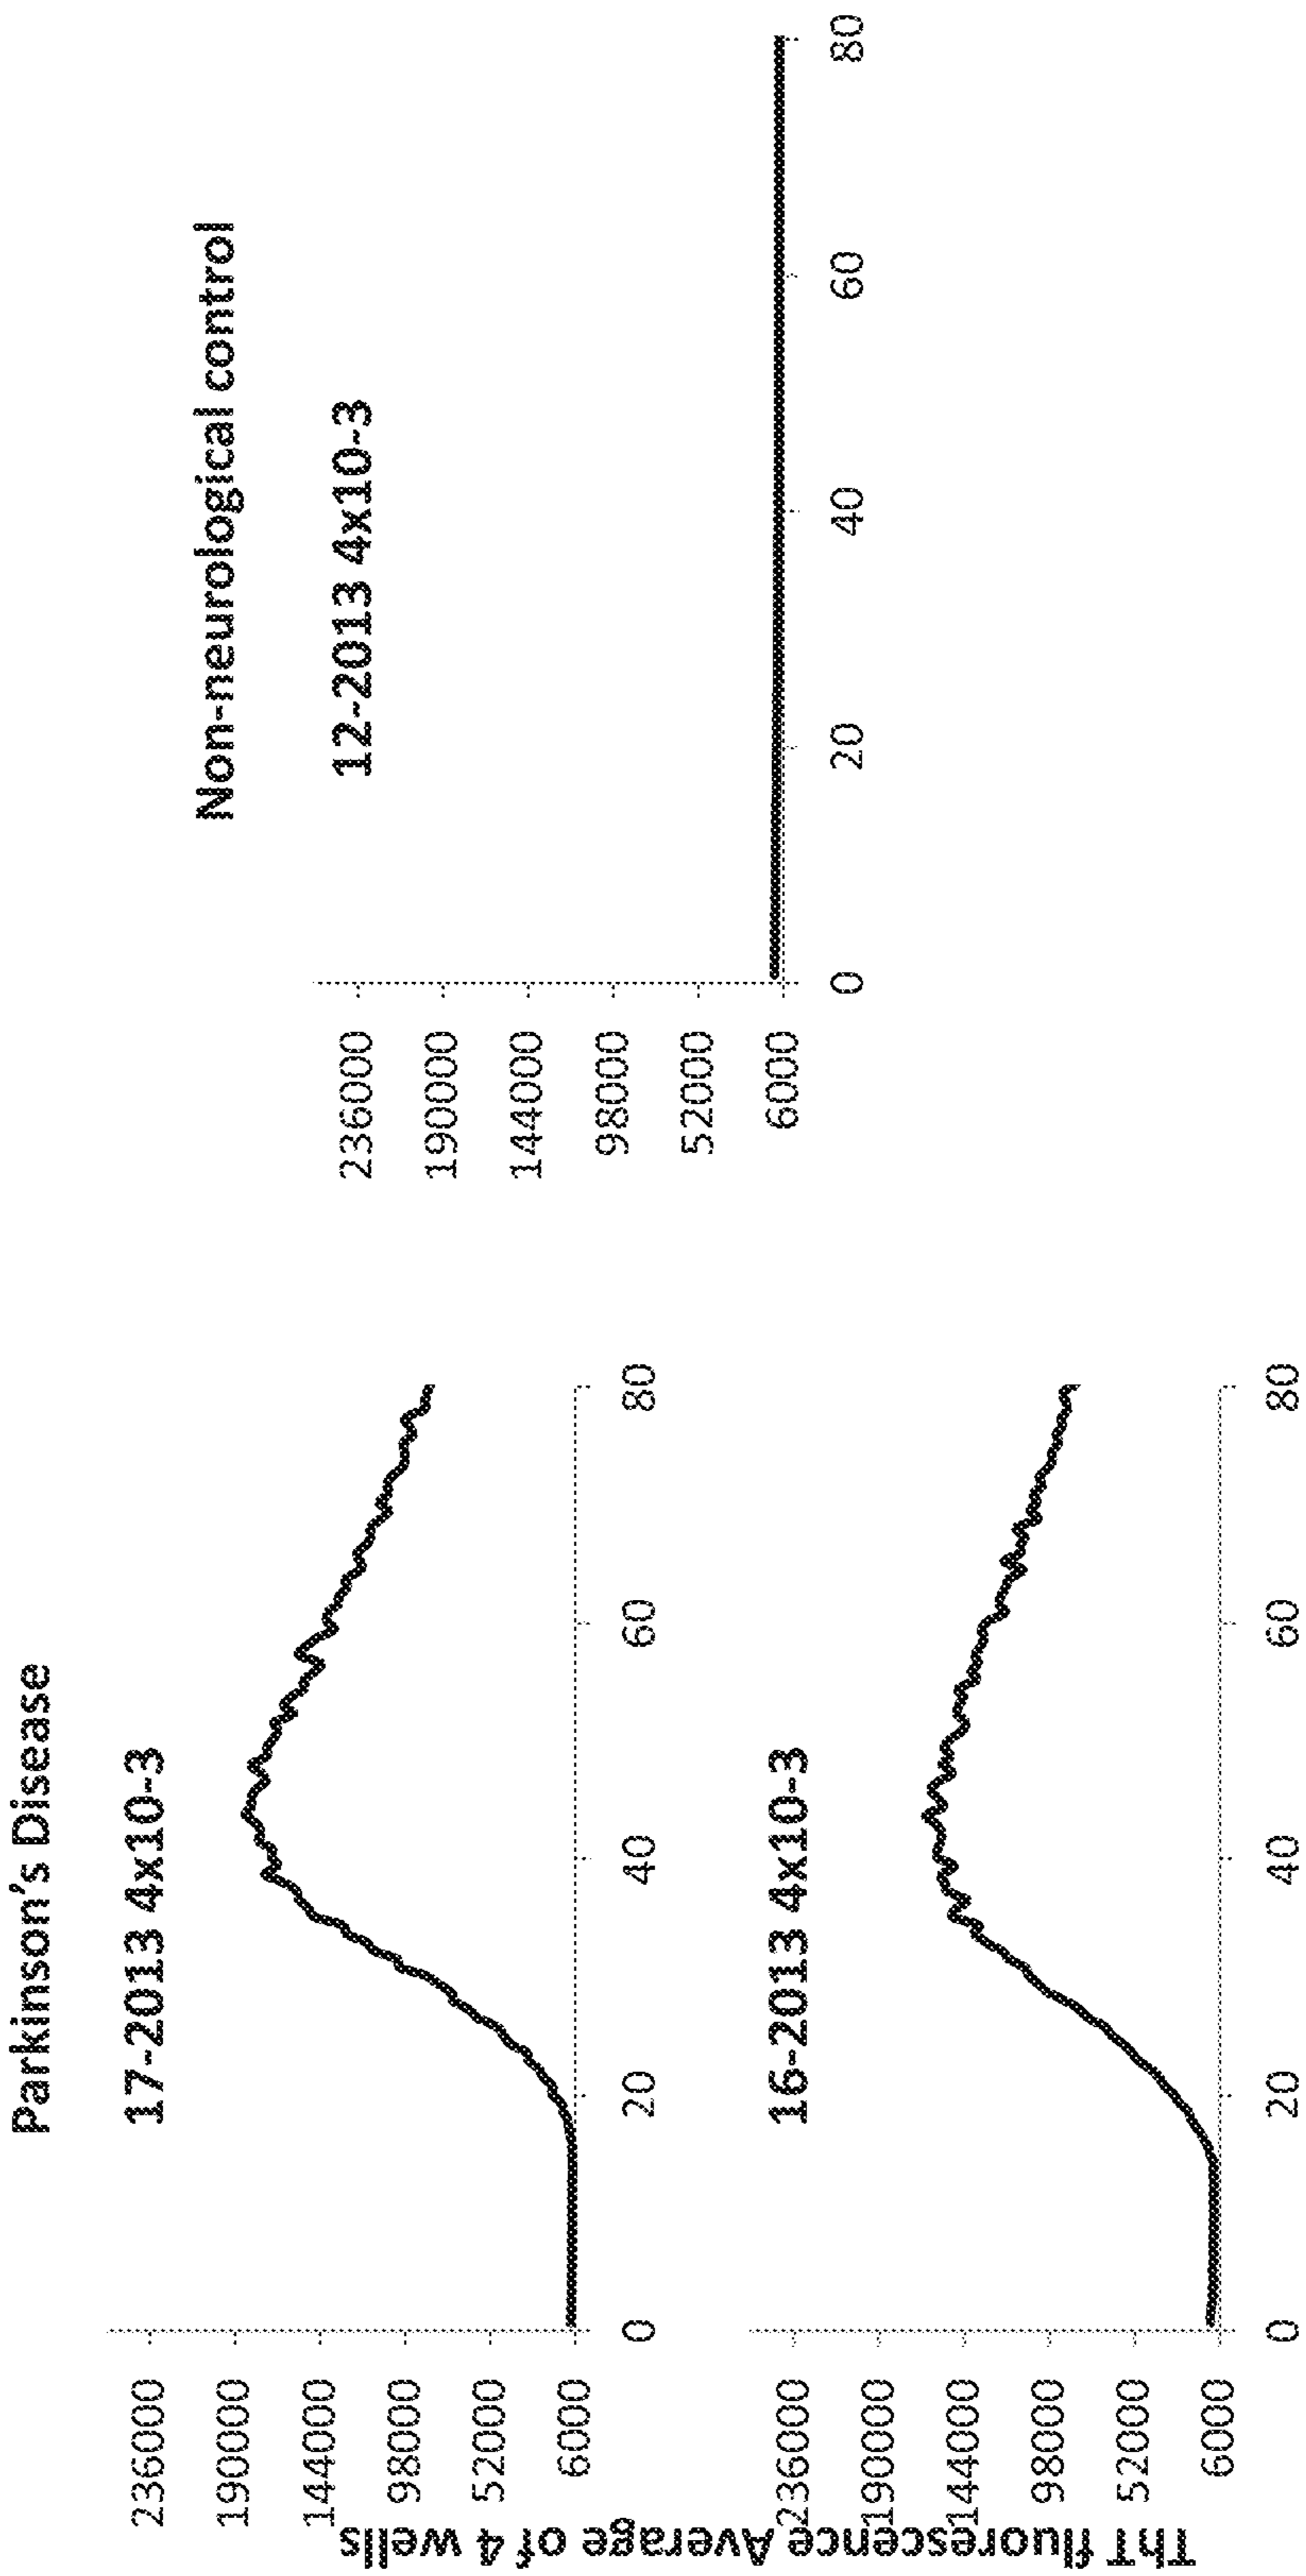 Parkinson's Disease
17-2013 4x10-3
236000
190000
144000
98000
52000
6000
0 20 40 60 80
16-2013 4x10-3
236000
190000
144000
98000
52000
6000
0 20 40 60 80
ThT fluorescence Average of 4 wells
Non-neurological control
12-2013 4x10-3
236000
190000
144000
98000
52000
6000
0 20 40 60 80